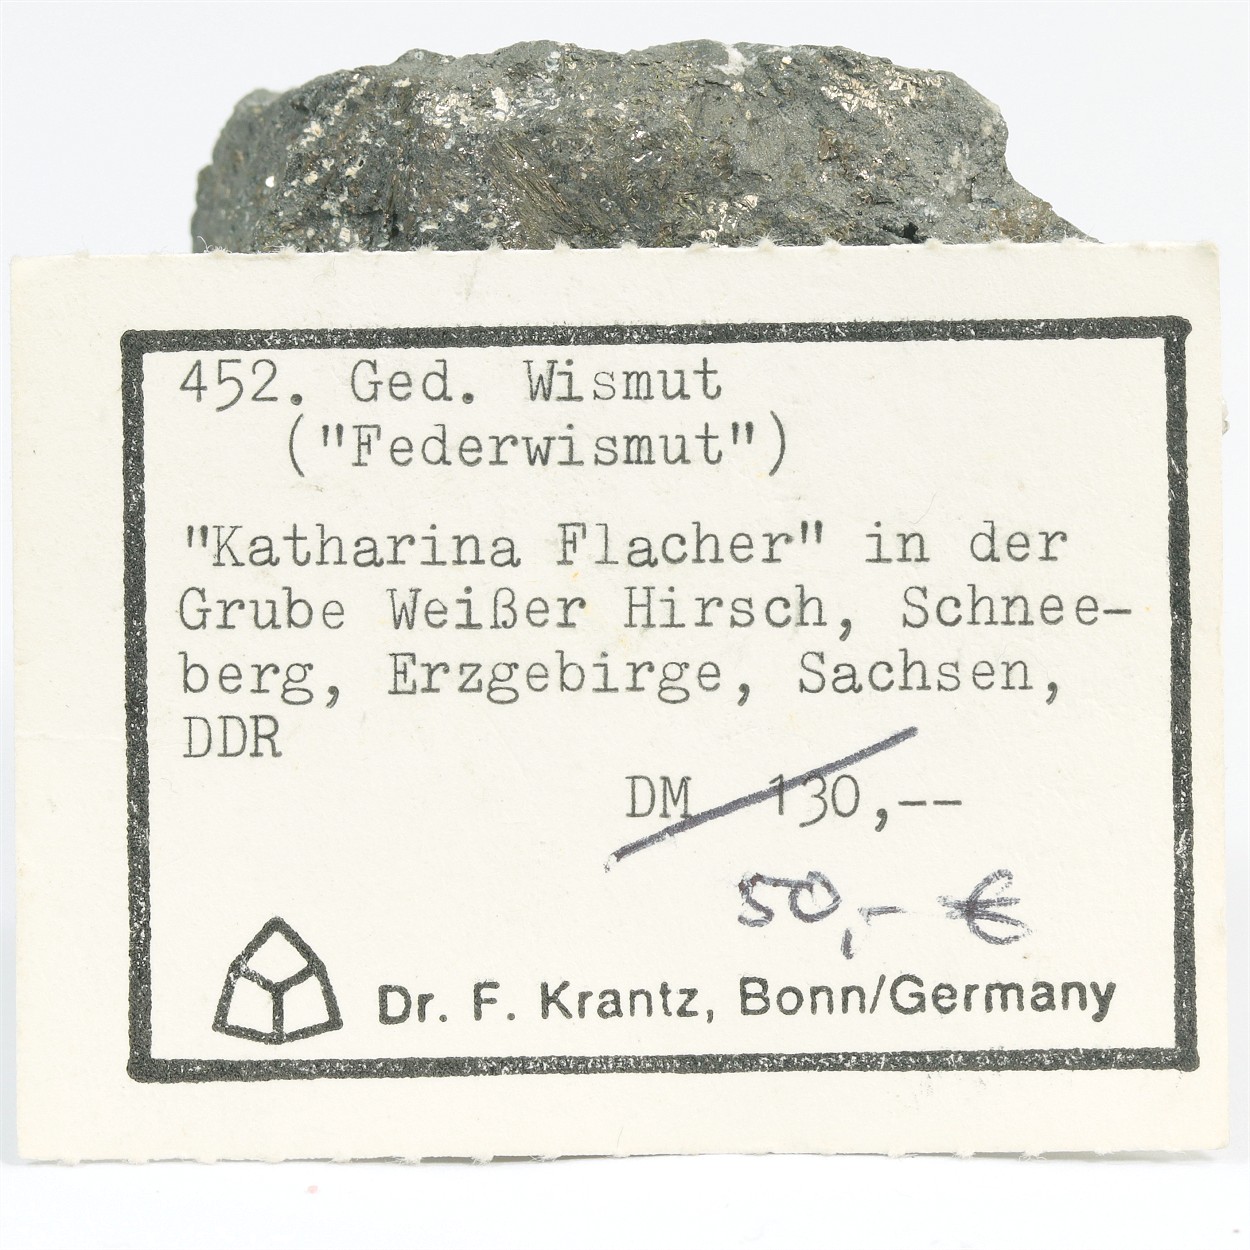 452. Ged. Wismut
("Federwismut")
"Katharina Flacher" in der
Grube Weißer Hirsch, Schnee-
berg, Erzgebirge, Sachsen,
DDR
DM 130,--
50,- €
Dr. F. Krantz, Bonn/Germany